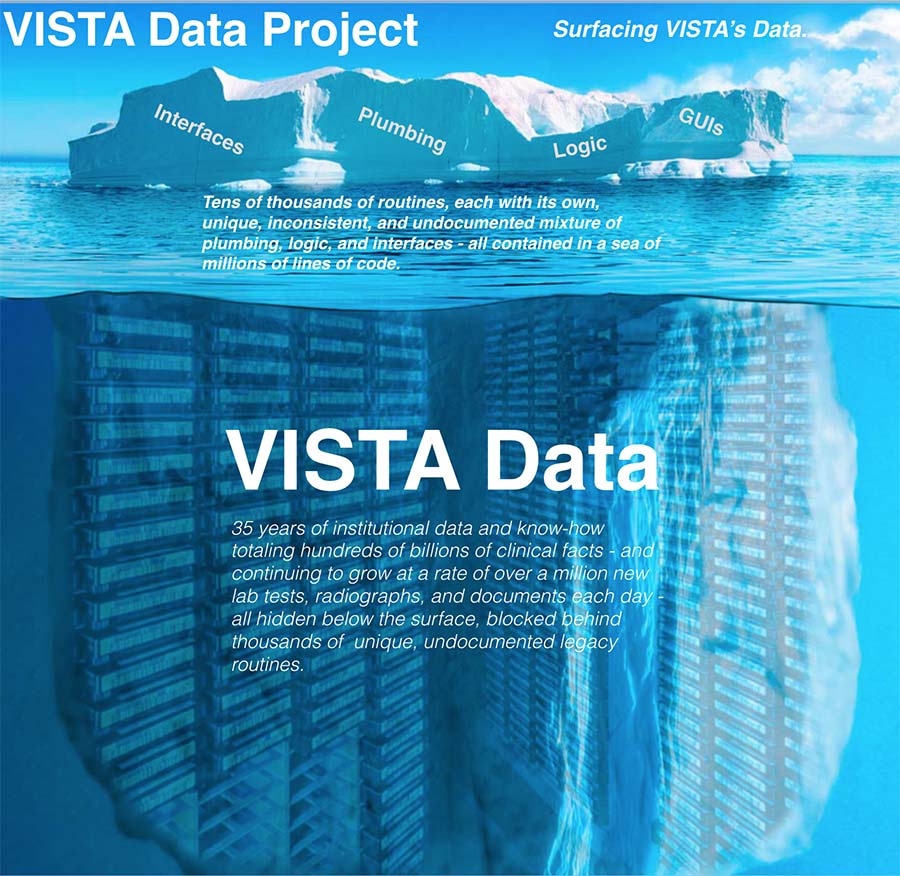 VISTA Data Project
Surfacing VISTA's Data.
Interfaces
Plumbing
Logic
GUIs
Tens of thousands of routines, each with its own,
unique, inconsistent, and undocumented mixture of
plumbing, logic, and interfaces - all contained in a sea of
millions of lines of code.
VISTA Data
35 years of institutional data and know-how
totaling hundreds of billions of clinical facts - and
continuing to grow at a rate of over a million new
lab tests, radiographs, and documents each day -
all hidden below the surface, blocked behind
thousands of  unique, undocumented legacy
routines.